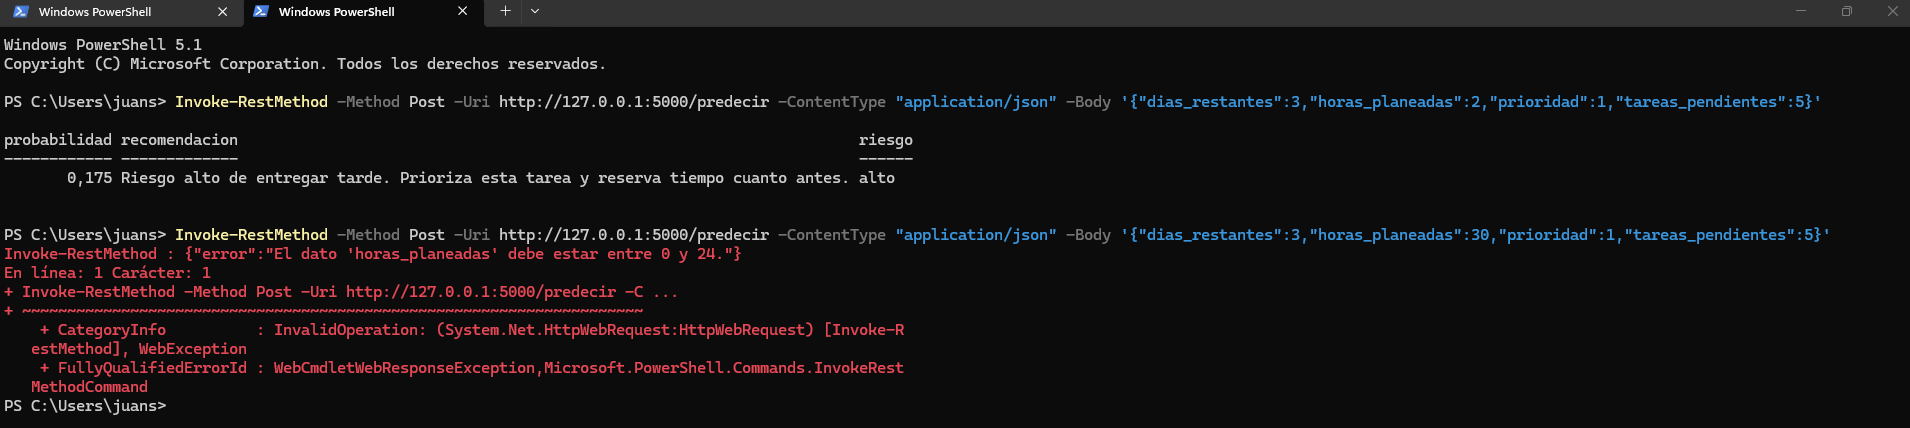 Windows PowerShell
Windows PowerShell
Windows PowerShell 5.1
Copyright (C) Microsoft Corporation. Todos los derechos reservados.
PS C:\Users\juans> Invoke-RestMethod -Method Post -Uri http://127.0.0.1:5000/predecir -ContentType "application/json" -Body '{"dias_restantes":3,"horas_planeadas":2,"prioridad":1,"tareas_pendientes":5}'
probabilidad recomendacion riesgo
------------ ------------- ------
0,175 Riesgo alto de entregar tarde. Prioriza esta tarea y reserva tiempo cuanto antes. alto
PS C:\Users\juans> Invoke-RestMethod -Method Post -Uri http://127.0.0.1:5000/predecir -ContentType "application/json" -Body '{"dias_restantes":3,"horas_planeadas":30,"prioridad":1,"tareas_pendientes":5}'
Invoke-RestMethod : {"error":"El dato 'horas_planeadas' debe estar entre 0 y 24."}
En línea: 1 Carácter: 1
+ Invoke-RestMethod -Method Post -Uri http://127.0.0.1:5000/predecir -C ...
+ ~~~~~~~~~~~~~~~~~~~~~~~~~~~~~~~~~~~~~~~~~~~~~~~~~~~~~~~~~~~~~~~~~~~~~
+ CategoryInfo : InvalidOperation: (System.Net.HttpWebRequest:HttpWebRequest) [Invoke-R
estMethod], WebException
+ FullyQualifiedErrorId : WebCmdletWebResponseException,Microsoft.PowerShell.Commands.InvokeRest
MethodCommand
PS C:\Users\juans>